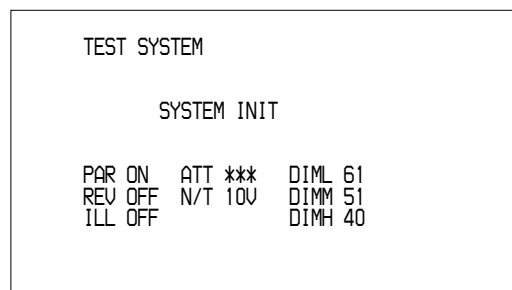 TEST SYSTEM
SYSTEM INIT
PAR ON ATT *** DIML 61
REV OFF N/T 10V DIMM 51
ILL OFF DIMH 40